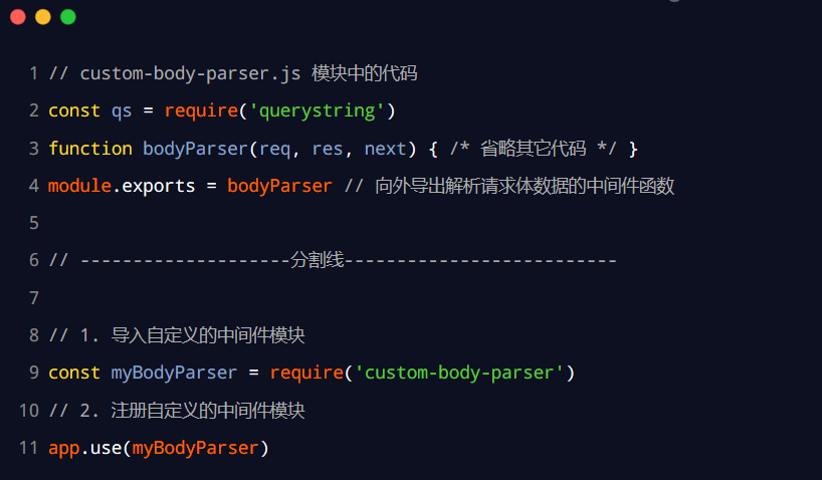 1 // custom-body-parser.js 模块中的代码
2 const qs = require('querystring')
3 function bodyParser(req, res, next) { /* 省略其它代码 */ }
4 module.exports = bodyParser // 向外导出解析请求体数据的中间件函数
5
6 // --------------------分割线--------------------------
7
8 // 1. 导入自定义的中间件模块
9 const myBodyParser = require('custom-body-parser')
10 // 2. 注册自定义的中间件模块
11 app.use(myBodyParser)